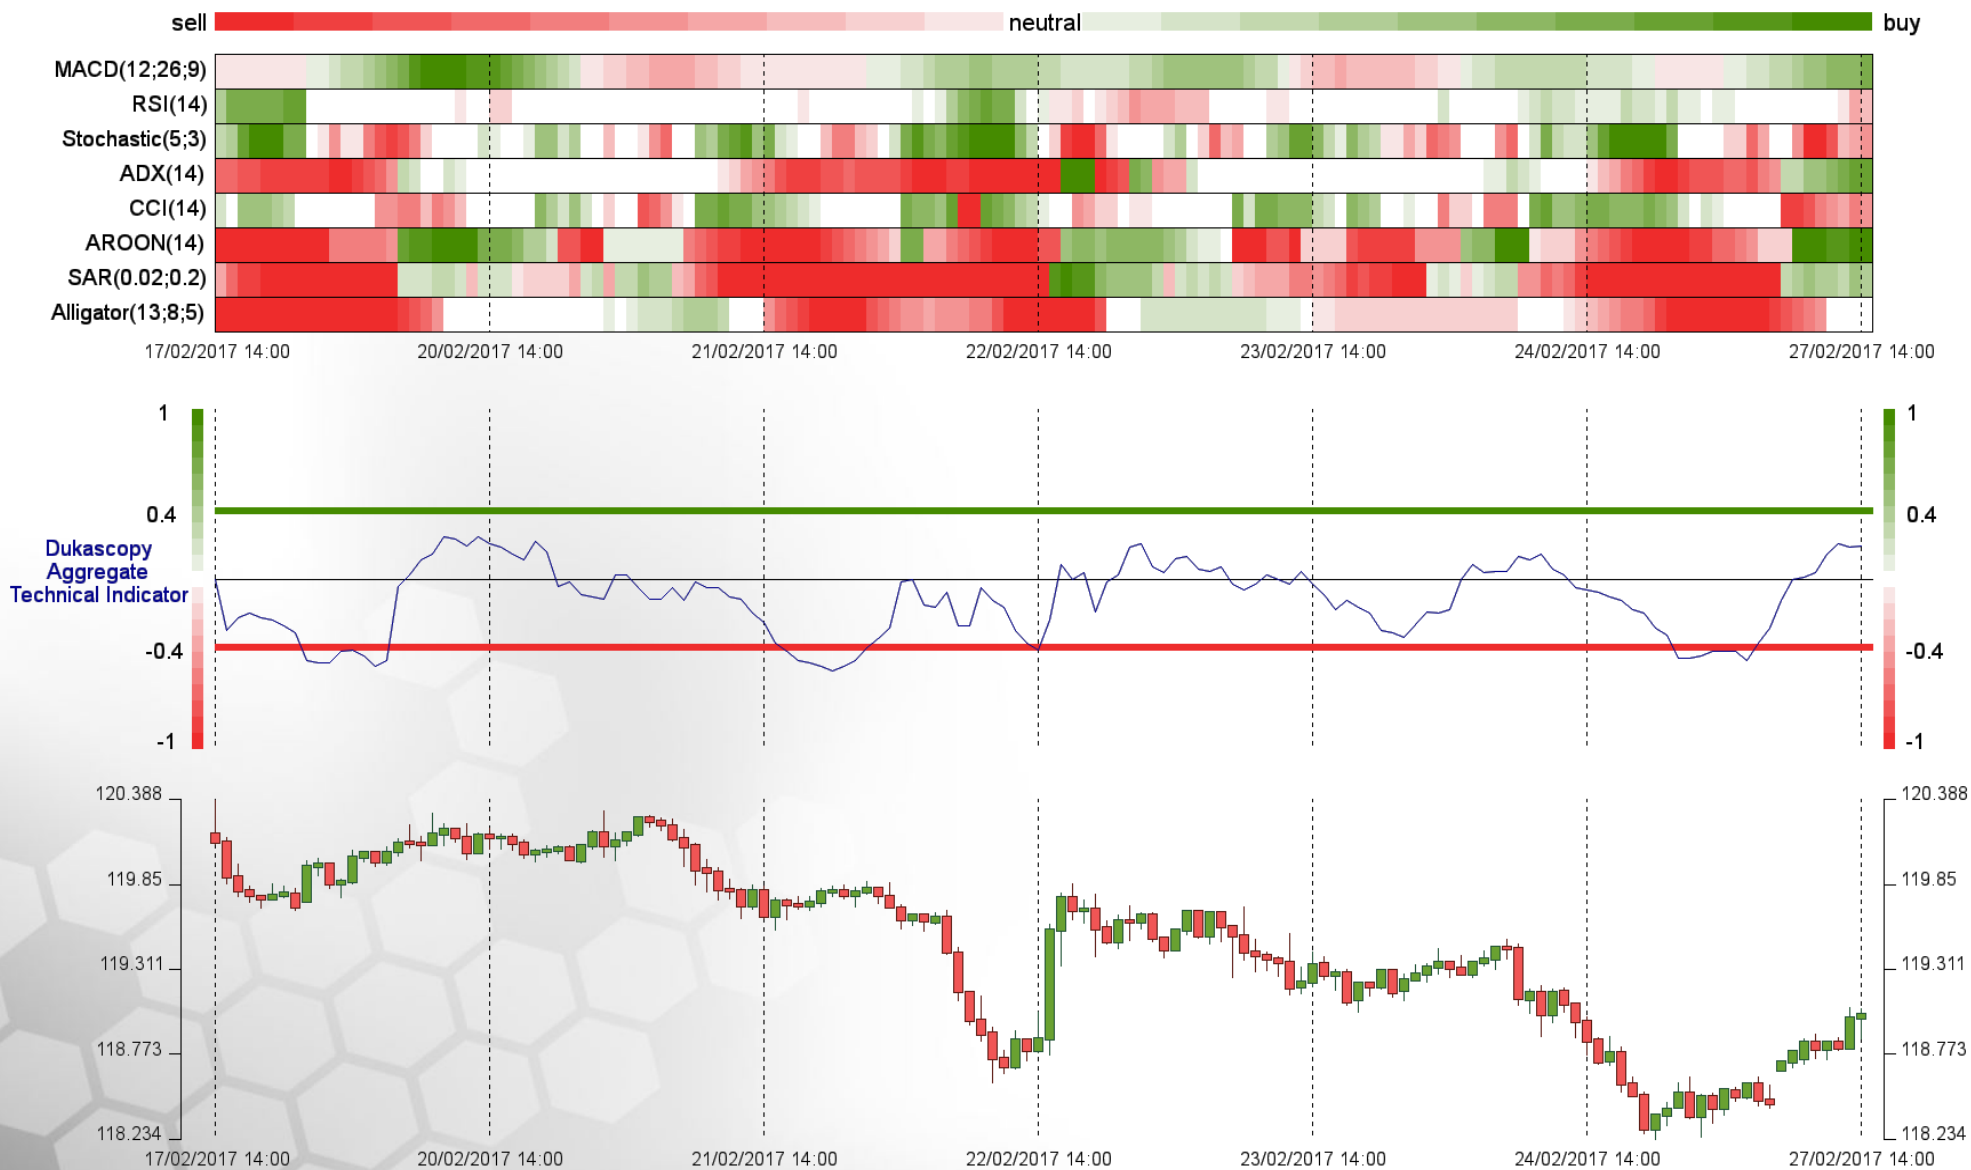 sell neutral buy
MACD(12;26;9)
RSI(14)
Stochastic(5;3)
ADX(14)
CCI(14)
AROON(14)
SAR(0.02;0.2)
Alligator(13;8;5)
17/02/2017 14:00 20/02/2017 14:00 21/02/2017 14:00 22/02/2017 14:00 23/02/2017 14:00 24/02/2017 14:00 27/02/2017 14:00
1 1
0.4 0.4
Dukascopy
Aggregate
Technical Indicator
-0.4 -0.4
-1 -1
120.388 120.388
119.85 119.85
119.311 119.311
118.773 118.773
118.234 118.234
17/02/2017 14:00 20/02/2017 14:00 21/02/2017 14:00 22/02/2017 14:00 23/02/2017 14:00 24/02/2017 14:00 27/02/2017 14:00